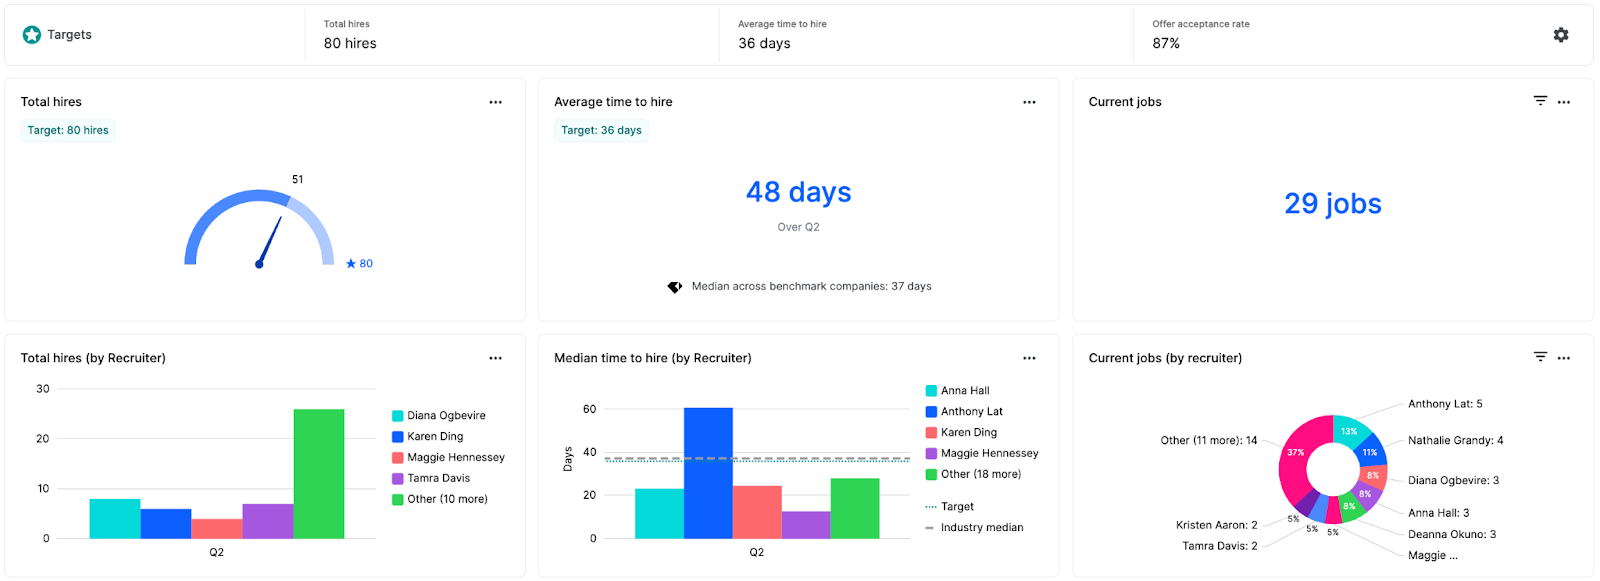 Targets
Total hires
80 hires
Average time to hire
36 days
Offer acceptance rate
87%
Total hires
Target: 80 hires
51
80
Average time to hire
Target: 36 days
48 days
Over Q2
Median across benchmark companies: 37 days
Current jobs
29 jobs
Total hires (by Recruiter)
30
20
10
0
Q2
Diana Ogbevire
Karen Ding
Maggie Hennessey
Tamra Davis
Other (10 more)
Median time to hire (by Recruiter)
Days
60
40
20
0
Q2
Anna Hall
Anthony Lat
Karen Ding
Maggie Hennessey
Other (18 more)
Target
Industry median
Current jobs (by recruiter)
Anthony Lat: 5
Other (11 more): 14
Nathalie Grandy: 4
13%
37%
11%
8%
8%
8%
5%
5%
5%
Diana Ogbevire: 3
Anna Hall: 3
Kristen Aaron: 2
Deanna Okuno: 3
Tamra Davis: 2
Maggie ...